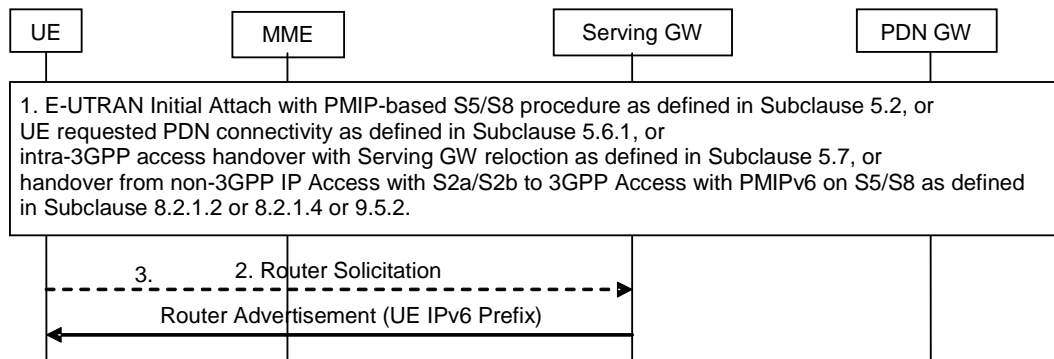 UE
MME
Serving GW
PDN GW
1. E-UTRAN Initial Attach with PMIP-based S5/S8 procedure as defined in Subclause 5.2, or
UE requested PDN connectivity as defined in Subclause 5.6.1, or
intra-3GPP access handover with Serving GW reloction as defined in Subclause 5.7, or
handover from non-3GPP IP Access with S2a/S2b to 3GPP Access with PMIPv6 on S5/S8 as defined
in Subclause 8.2.1.2 or 8.2.1.4 or 9.5.2.
3.
2. Router Solicitation
Router Advertisement (UE IPv6 Prefix)